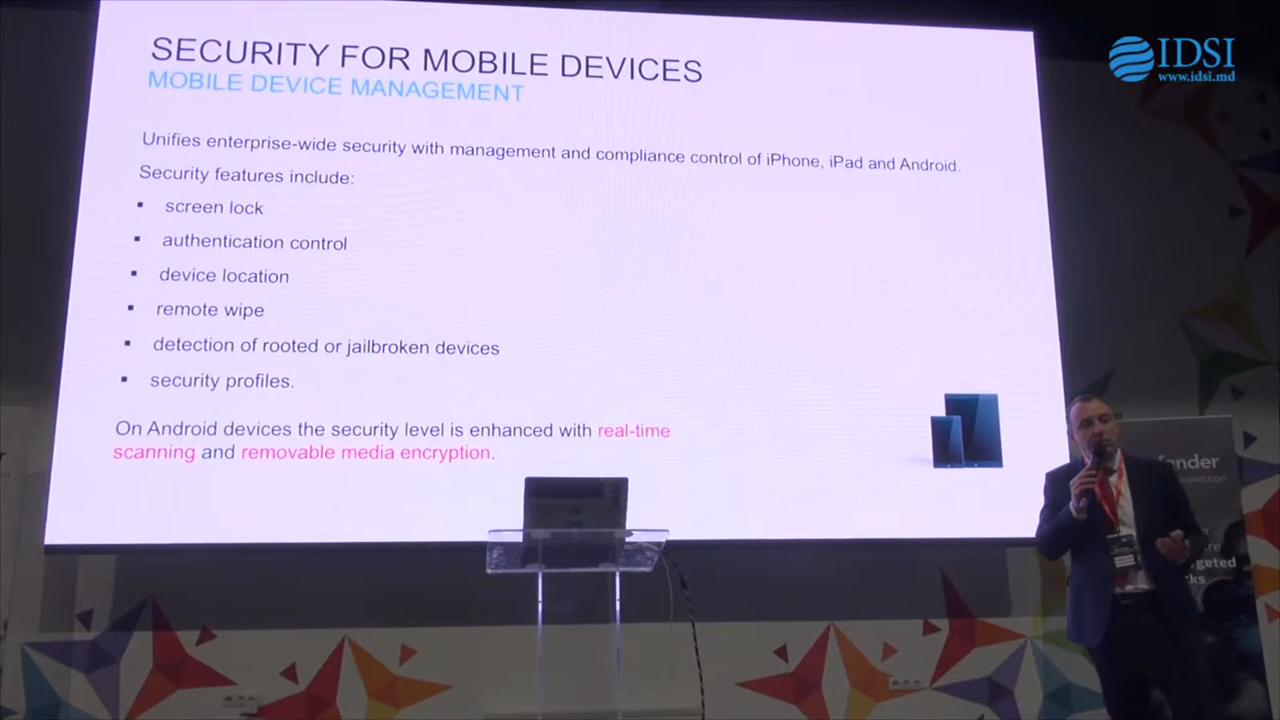 SECURITY FOR MOBILE DEVICES
MOBILE DEVICE MANAGEMENT
Unifies enterprise-wide security with management and compliance control of iPhone, iPad and Android.
Security features include:
▪ screen lock
▪ authentication control
▪ device location
▪ remote wipe
▪ detection of rooted or jailbroken devices
▪ security profiles.
On Android devices the security level is enhanced with real-time
scanning and removable media encryption.
IDSI
www.idsi.md